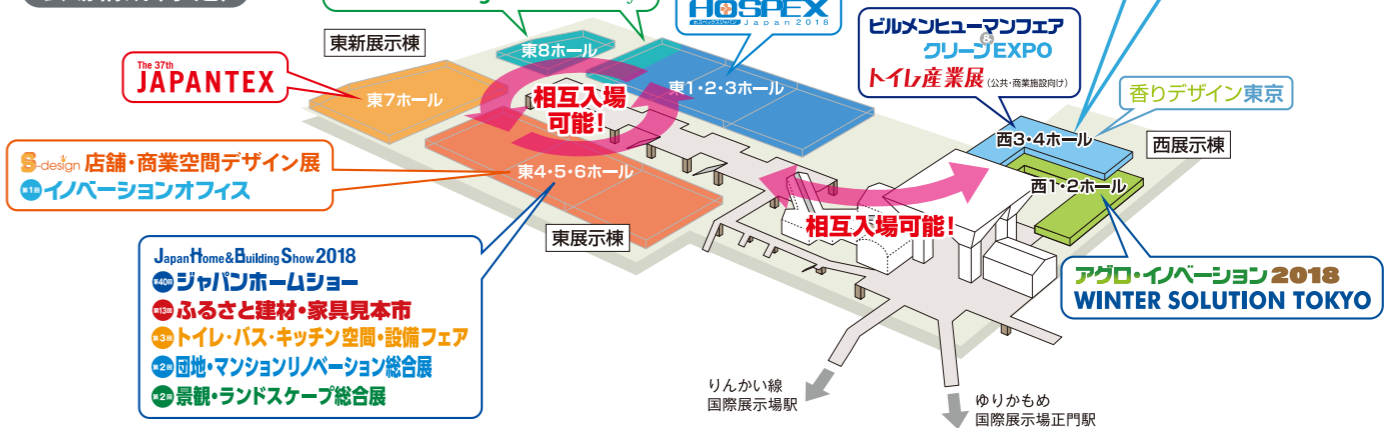 HOSPEX
Japan 2018
東新展示棟
東8ホール
The 37th
JAPANTEX
東7ホール
東1・2・3ホール
相互入場
可能!
ビルメンヒューマンフェア
&
クリーンEXPO
トイレ産業展(公共・商業施設向け)
香りデザイン東京
西3・4ホール
西展示棟
S-design 店舗・商業空間デザイン展
第1回イノベーションオフィス
東4・5・6ホール
西1・2ホール
東展示棟
相互入場可能!
Japan Home & Building Show 2018
第40回ジャパンホームショー
第13回ふるさと建材・家具見本市
第3回トイレ・バス・キッチン空間・設備フェア
第2回団地・マンションリノベーション総合展
第2回景観・ランドスケープ総合展
アグロ・イノベーション2018
WINTER SOLUTION TOKYO
りんかい線
国際展示場駅
ゆりかもめ
国際展示場正門駅